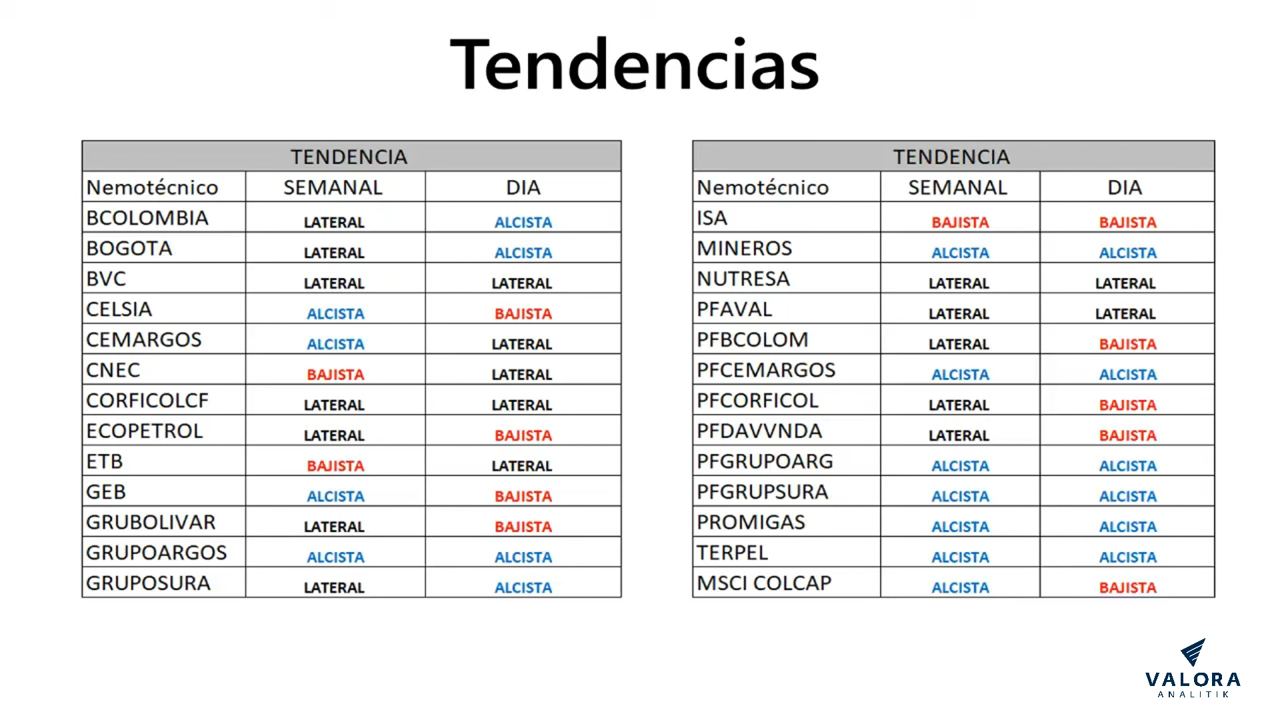 Tendencias
TENDENCIA
Nemotécnico SEMANAL DIA
BCOLOMBIA LATERAL ALCISTA
BOGOTA LATERAL ALCISTA
BVC LATERAL LATERAL
CELSIA ALCISTA BAJISTA
CEMARGOS ALCISTA LATERAL
CNEC BAJISTA LATERAL
CORFICOLCF LATERAL LATERAL
ECOPETROL LATERAL BAJISTA
ETB BAJISTA LATERAL
GEB ALCISTA BAJISTA
GRUBOLIVAR LATERAL BAJISTA
GRUPOARGOS ALCISTA ALCISTA
GRUPOSURA LATERAL ALCISTA
TENDENCIA
Nemotécnico SEMANAL DIA
ISA BAJISTA BAJISTA
MINEROS ALCISTA ALCISTA
NUTRESA LATERAL LATERAL
PFAVAL LATERAL LATERAL
PFBCOLOM LATERAL BAJISTA
PFCEMARGOS ALCISTA ALCISTA
PFCORFICOL LATERAL BAJISTA
PFDAVVNDA LATERAL BAJISTA
PFGRUPOARG ALCISTA ALCISTA
PFGRUPSURA ALCISTA ALCISTA
PROMIGAS ALCISTA ALCISTA
TERPEL ALCISTA ALCISTA
MSCI COLCAP ALCISTA BAJISTA
VALORA
ANALITIK